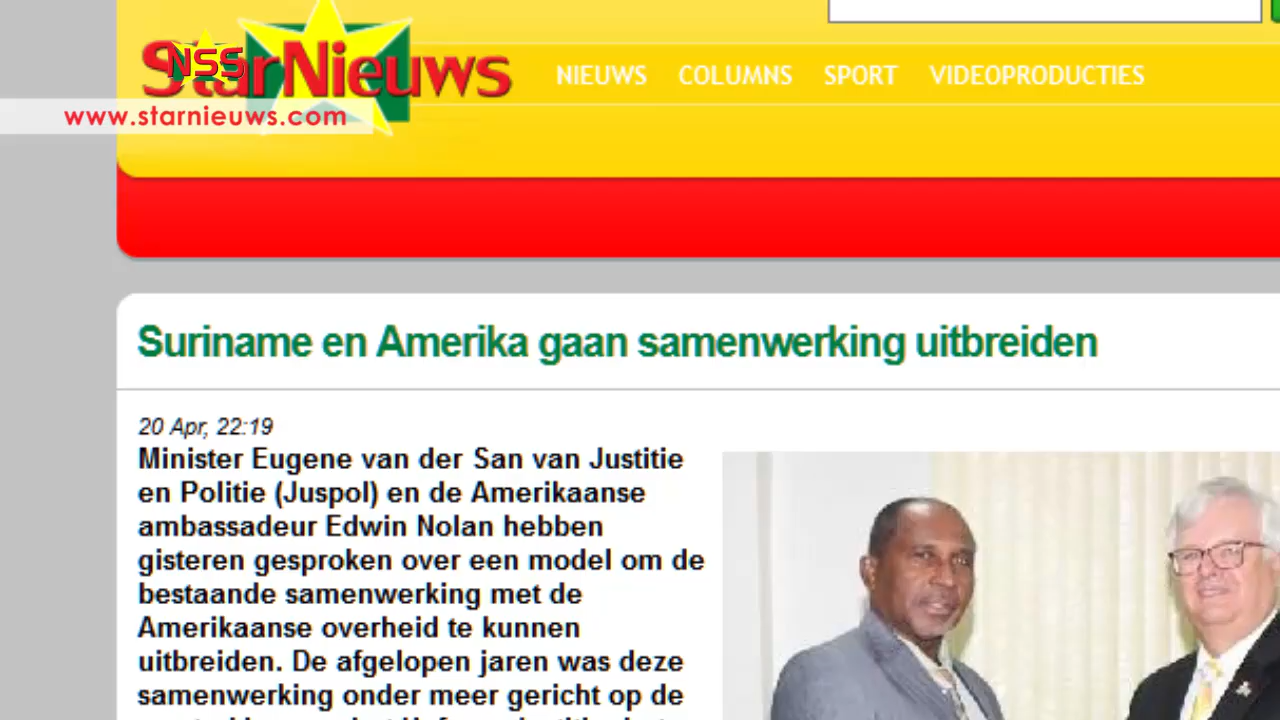 StarNieuws
NSS
www.starnieuws.com
NIEUWS COLUMNS SPORT VIDEOPRODUCTIES
Suriname en Amerika gaan samenwerking uitbreiden
20 Apr, 22:19
Minister Eugene van der San van Justitie
en Politie (Juspol) en de Amerikaanse
ambassadeur Edwin Nolan hebben
gisteren gesproken over een model om de
bestaande samenwerking met de
Amerikaanse overheid te kunnen
uitbreiden. De afgelopen jaren was deze
samenwerking onder meer gericht op de